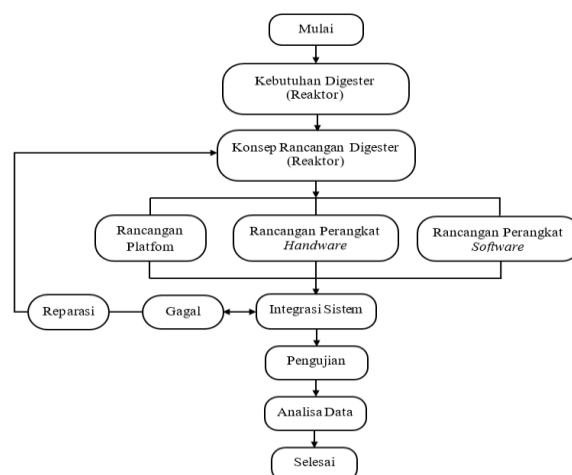 Mulai
Kebutuhan Digester
(Reaktor)
Konsep Rancangan Digester
(Reaktor)
Rancangan
Platfom
Rancangan Perangkat
Handware
Rancangan Perangkat
Software
Reparasi
Gagal
Integrasi Sistem
Pengujian
Analisa Data
Selesai